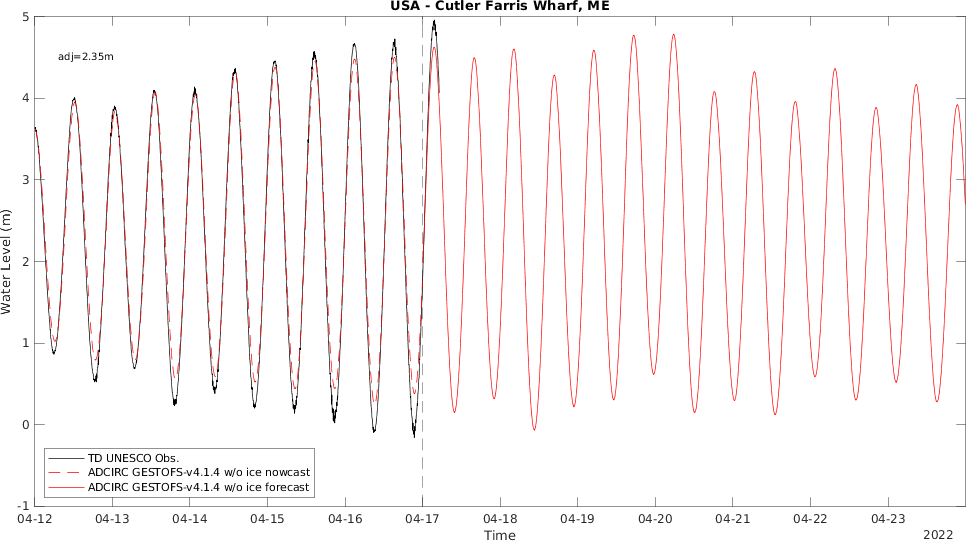 USA - Cutler Farris Wharf, ME
adj=2.35m
5
4
3
2
1
0
-1
Water Level (m)
TD UNESCO Obs.
ADCIRC GESTOFS-v4.1.4 w/o ice nowcast
ADCIRC GESTOFS-v4.1.4 w/o ice forecast
04-12 04-13 04-14 04-15 04-16 04-17 04-18 04-19 04-20 04-21 04-22 04-23
Time
2022